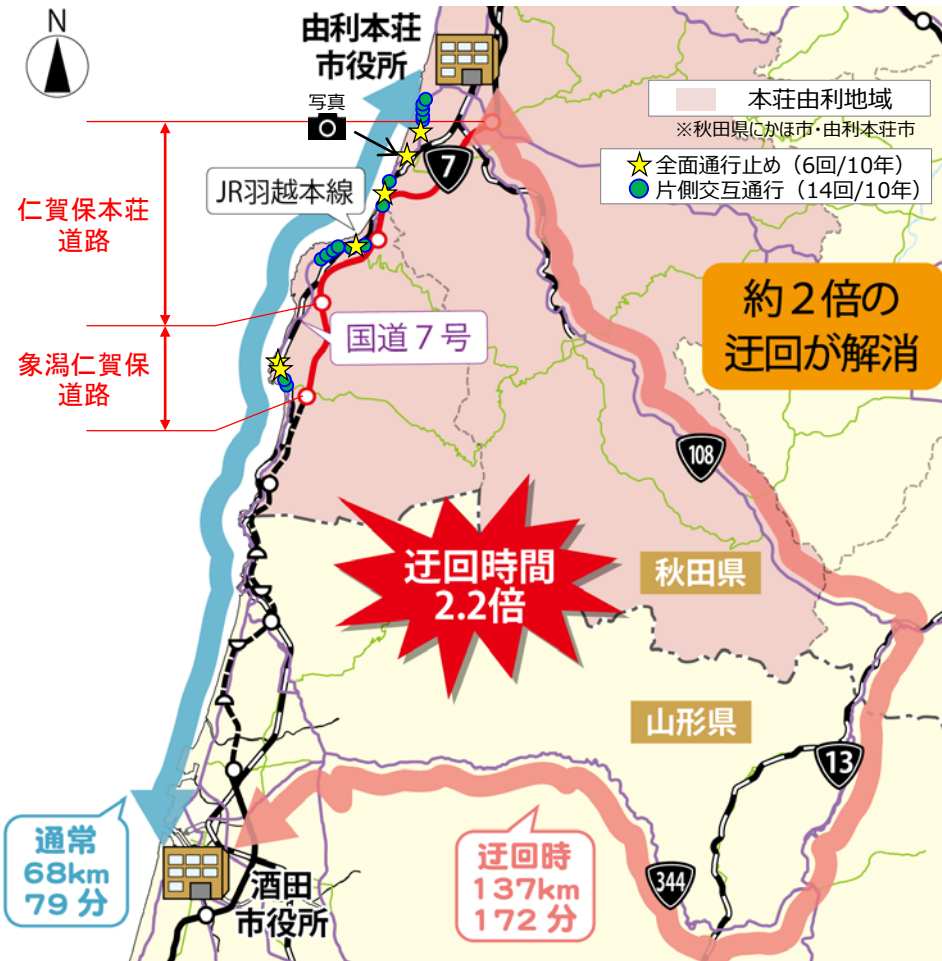 N
由利本荘
市役所
写真
本荘由利地域
※秋田県にかほ市・由利本荘市
全面通行止め（6回/10年）
片側交互通行（14回/10年）
7
JR羽越本線
仁賀保本荘
道路
約２倍の
迂回が解消
国道７号
象潟仁賀保
道路
108
迂回時間
2.2倍
秋田県
山形県
13
通常
68km
79分
迂回時
137km
172分
344
酒田
市役所